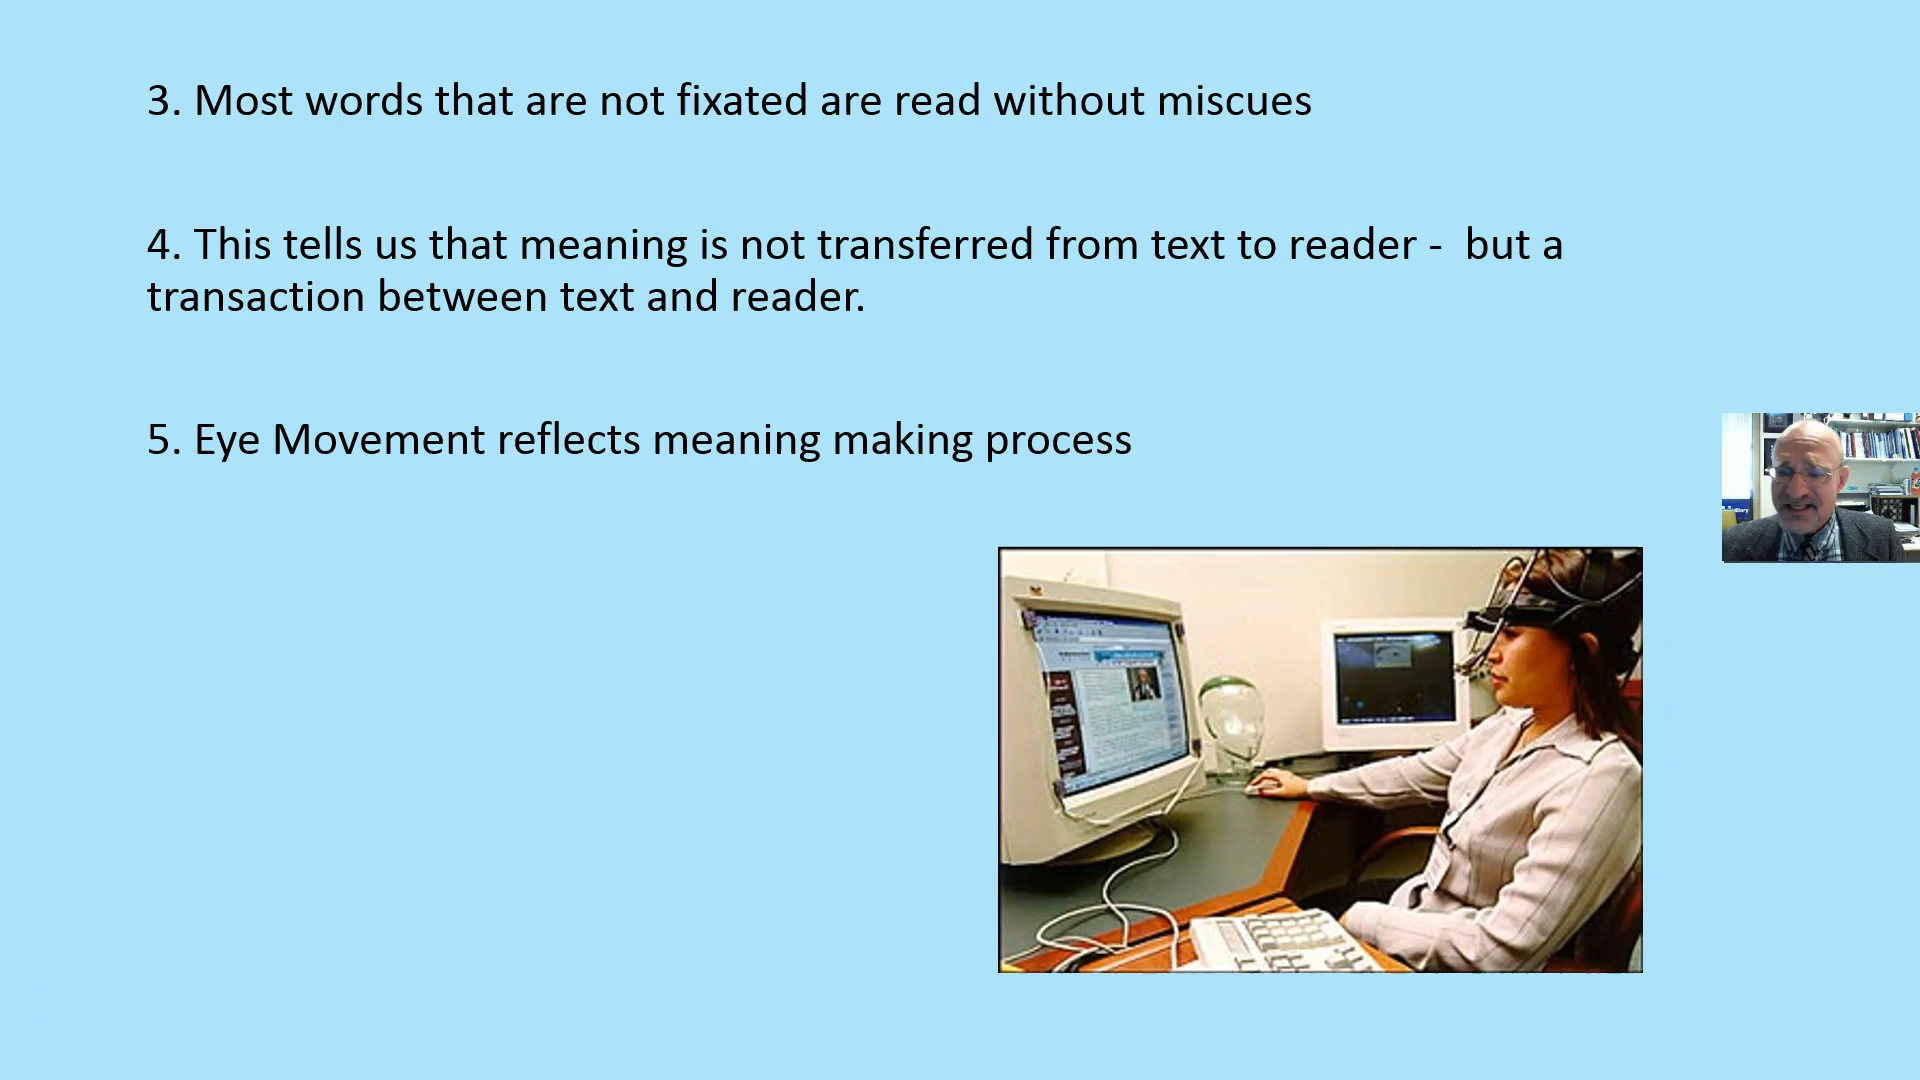 3. Most words that are not fixated are read without miscues
4. This tells us that meaning is not transferred from text to reader -  but a
transaction between text and reader.
5. Eye Movement reflects meaning making process